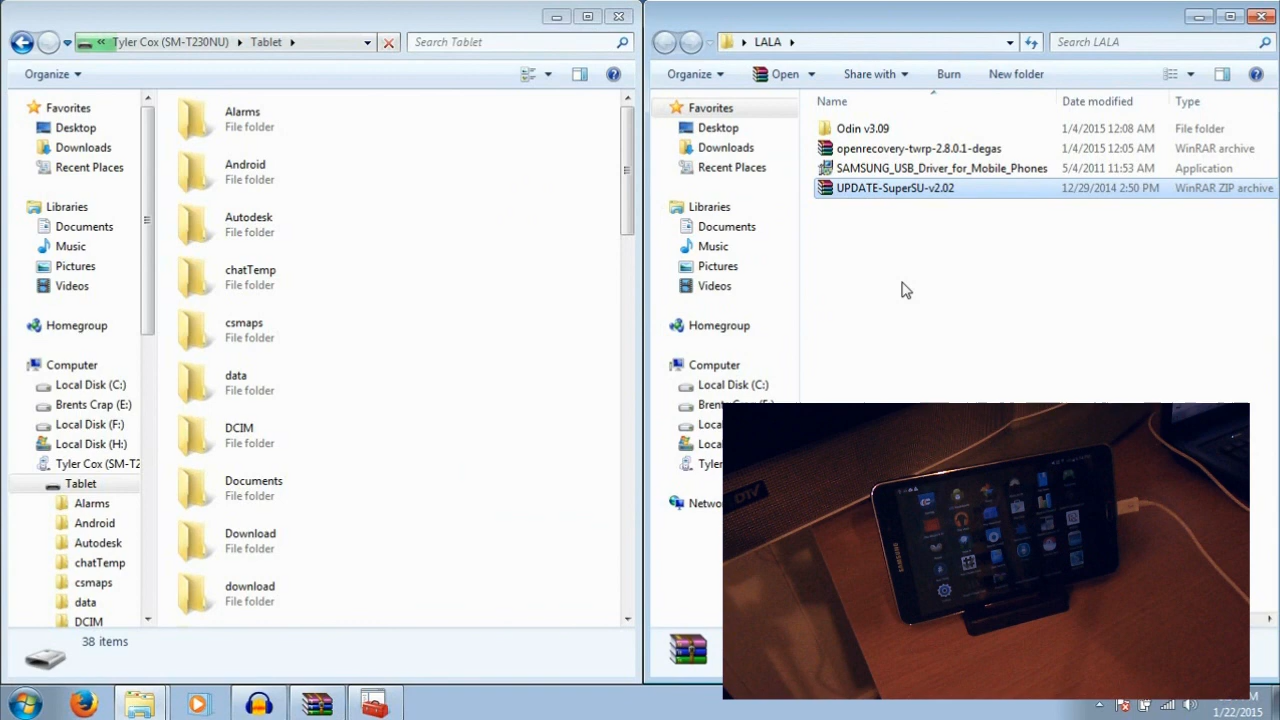 « Tyler Cox (SM-T230NU) Tablet
Search Tablet
Organize
Favorites
Desktop
Downloads
Recent Places
Libraries
Documents
Music
Pictures
Videos
Homegroup
Computer
Local Disk (C:)
Brents Crap (E:)
Local Disk (F:)
Local Disk (H:)
Tyler Cox (SM-T2
Tablet
Alarms
Android
Autodesk
chatTemp
csmaps
data
DCIM
Alarms
File folder
Android
File folder
Autodesk
File folder
chatTemp
File folder
csmaps
File folder
data
File folder
DCIM
File folder
Documents
File folder
Download
File folder
download
File folder
38 items
LALA
Search LALA
Organize Open Share with Burn New folder
Favorites
Desktop
Downloads
Recent Places
Libraries
Documents
Music
Pictures
Videos
Homegroup
Computer
Local Disk (C:)
Brents Crap (E:)
Loca
Loca
Tyler
Netwo
Name Date modified Type
Odin v3.09 1/4/2015 12:08 AM File folder
openrecovery-twrp-2.8.0.1-degas 1/4/2015 12:05 AM WinRAR archive
SAMSUNG_USB_Driver_for_Mobile_Phones 5/4/2011 11:53 AM Application
UPDATE-SuperSU-v2.02 12/29/2014 2:50 PM WinRAR ZIP archive
SAMSUNG
1/22/2015